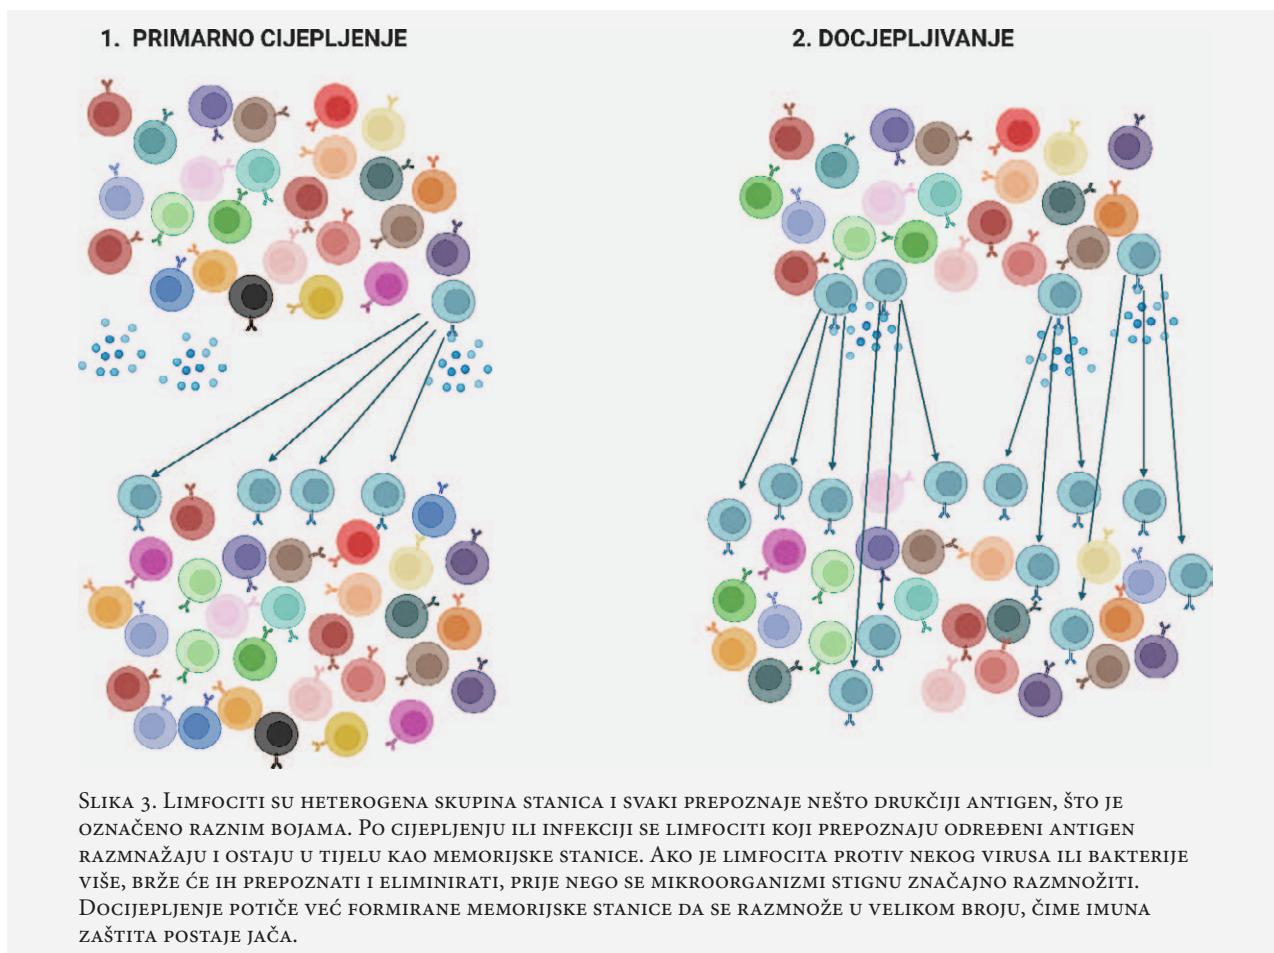 1. PRIMARNO CIJEPLJENJE
2. DOCJEPLJIVANJE
Slika 3. Limfociti su heterogena skupina stanica i svaki prepoznaje nešto drukčiji antigen, što je
označeno raznim bojama. Po cijepljenju ili infekciji se limfociti koji prepoznaju određeni antigen
razmnažaju i ostaju u tijelu kao memorijske stanice. Ako je limfocita protiv nekog virusa ili bakterije
više, brže će ih prepoznati i eliminirati, prije nego se mikroorganizmi stignu značajno razmnožiti.
Docijepljenje potiče već formirane memorijske stanice da se razmnože u velikom broju, čime imuna
zaštita postaje jača.